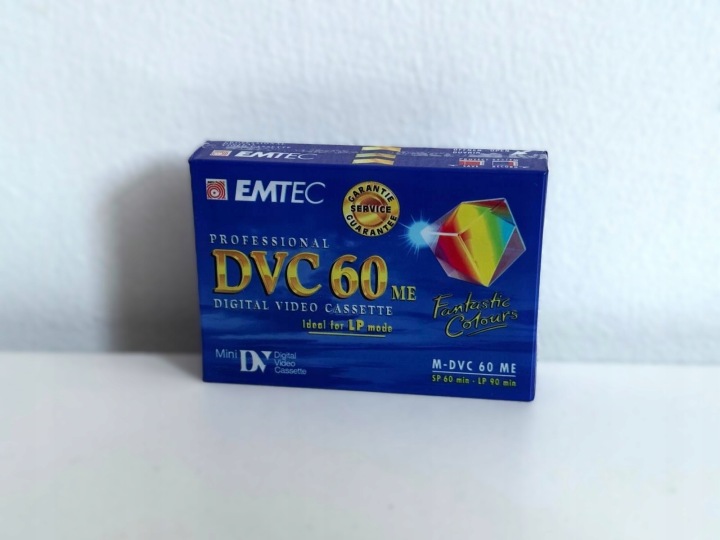 EMTEC
EMTEC
GARANTIE
SERVICE
GUARANTEE
PROFESSIONAL
DVC 60 ME
DIGITAL VIDEO CASSETTE
Ideal for LP mode
Fantastic
Colours
Mini DV Digital
Video
Cassette
M-DVC 60 ME
SP 60 min - LP 90 min